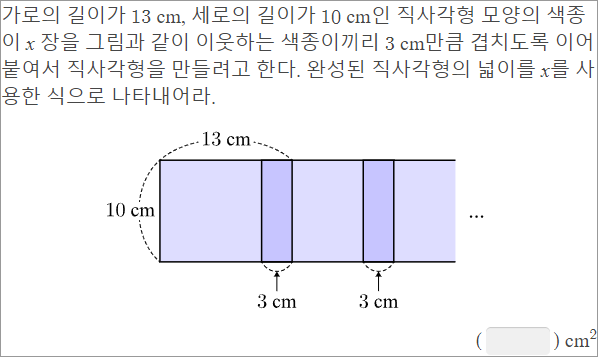 가로의 길이가 13 cm, 세로의 길이가 10 cm인 직사각형 모양의 색종
이 x 장을 그림과 같이 이웃하는 색종이끼리 3 cm만큼 겹치도록 이어
붙여서 직사각형을 만들려고 한다. 완성된 직사각형의 넓이를 x를 사
용한 식으로 나타내어라.
13 cm
10 cm
...
3 cm 3 cm
( ) cm²